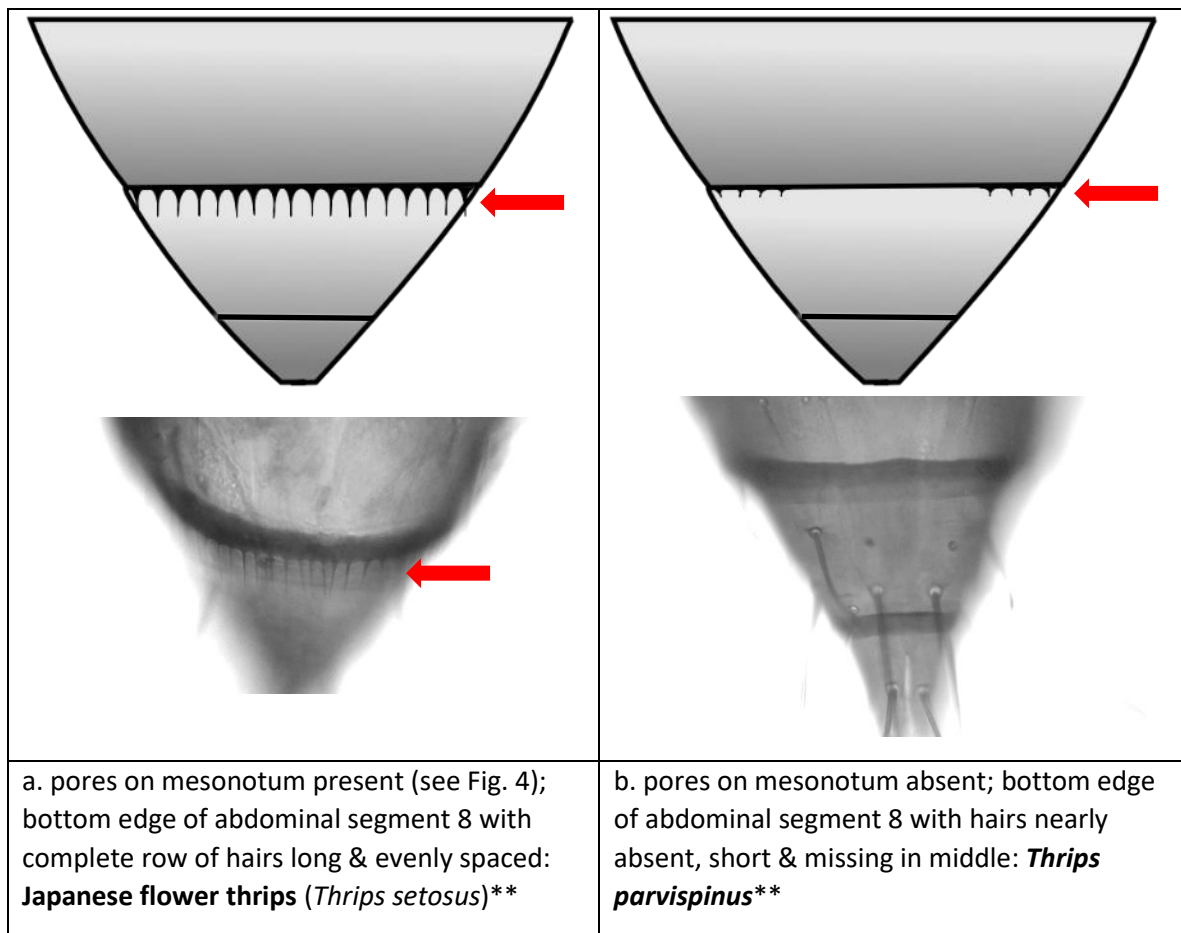 a. pores on mesonotum present (see Fig. 4);
bottom edge of abdominal segment 8 with
complete row of hairs long & evenly spaced:
Japanese flower thrips (Thrips setosus)**
b. pores on mesonotum absent; bottom edge
of abdominal segment 8 with hairs nearly
absent, short & missing in middle: Thrips
parvispinus**